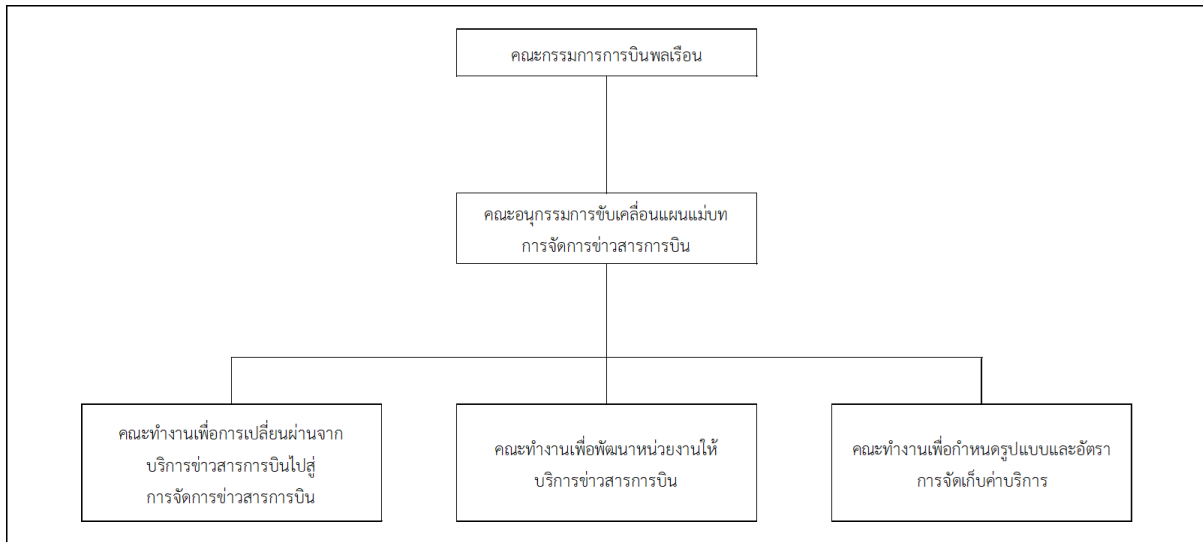 คณะกรรมการการบินพลเรือน
คณะอนุกรรมการขับเคลื่อนแผนแม่บท
การจัดการข่าวสารการบิน
คณะทำงานเพื่อการเปลี่ยนผ่านจาก
บริการข่าวสารการบินไปสู่
การจัดการข่าวสารการบิน
คณะทำงานเพื่อพัฒนาหน่วยงานให้
บริการข่าวสารการบิน
คณะทำงานเพื่อกำหนดรูปแบบและอัตรา
การจัดเก็บค่าบริการ